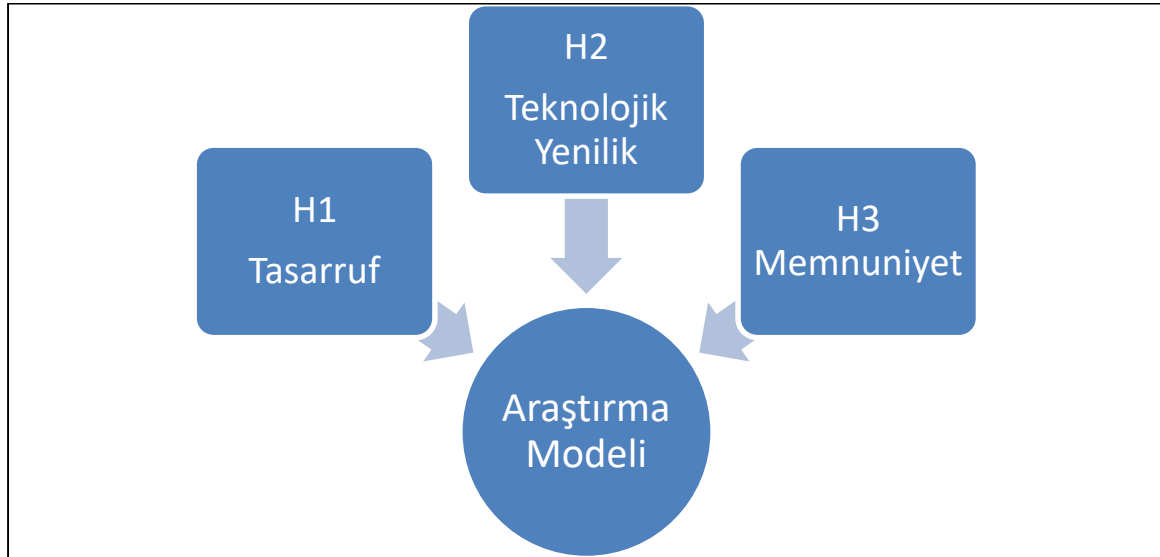 H1
Tasarruf
H2
Teknolojik
Yenilik
H3
Memnuniyet
Araştırma
Modeli